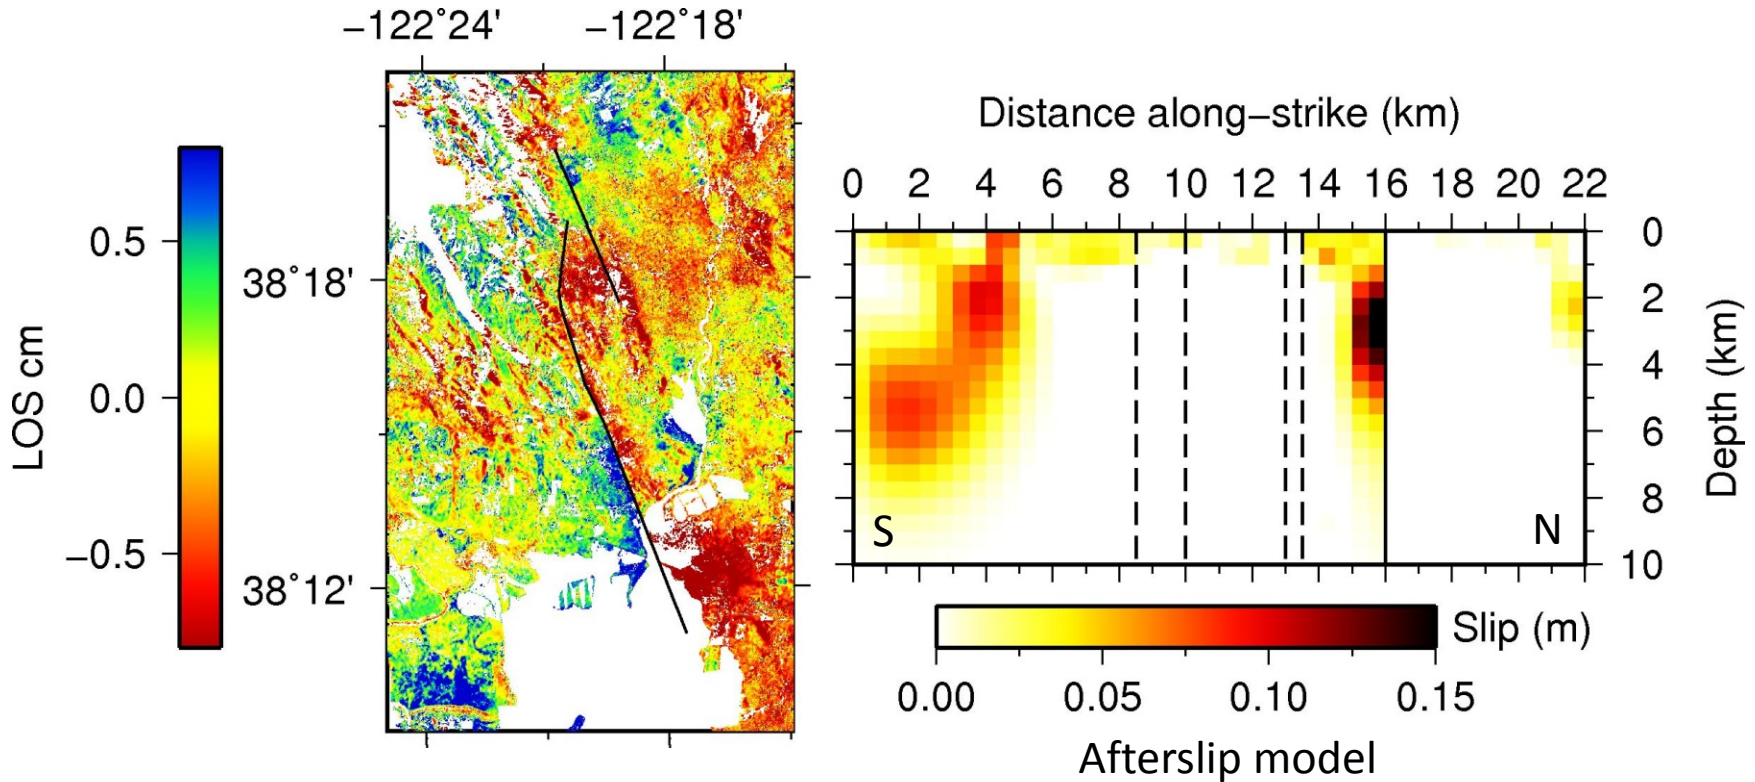 −122˚24' −122˚18'
Distance along−strike (km)
0 2 4 6 8 10 12 14 16 18 20 22
LOS cm
0.5
0.0
−0.5
38˚18'
38˚12'
0
2
4
6
8
10
Depth (km)
S
N
Slip (m)
0.00 0.05 0.10 0.15
Afterslip model